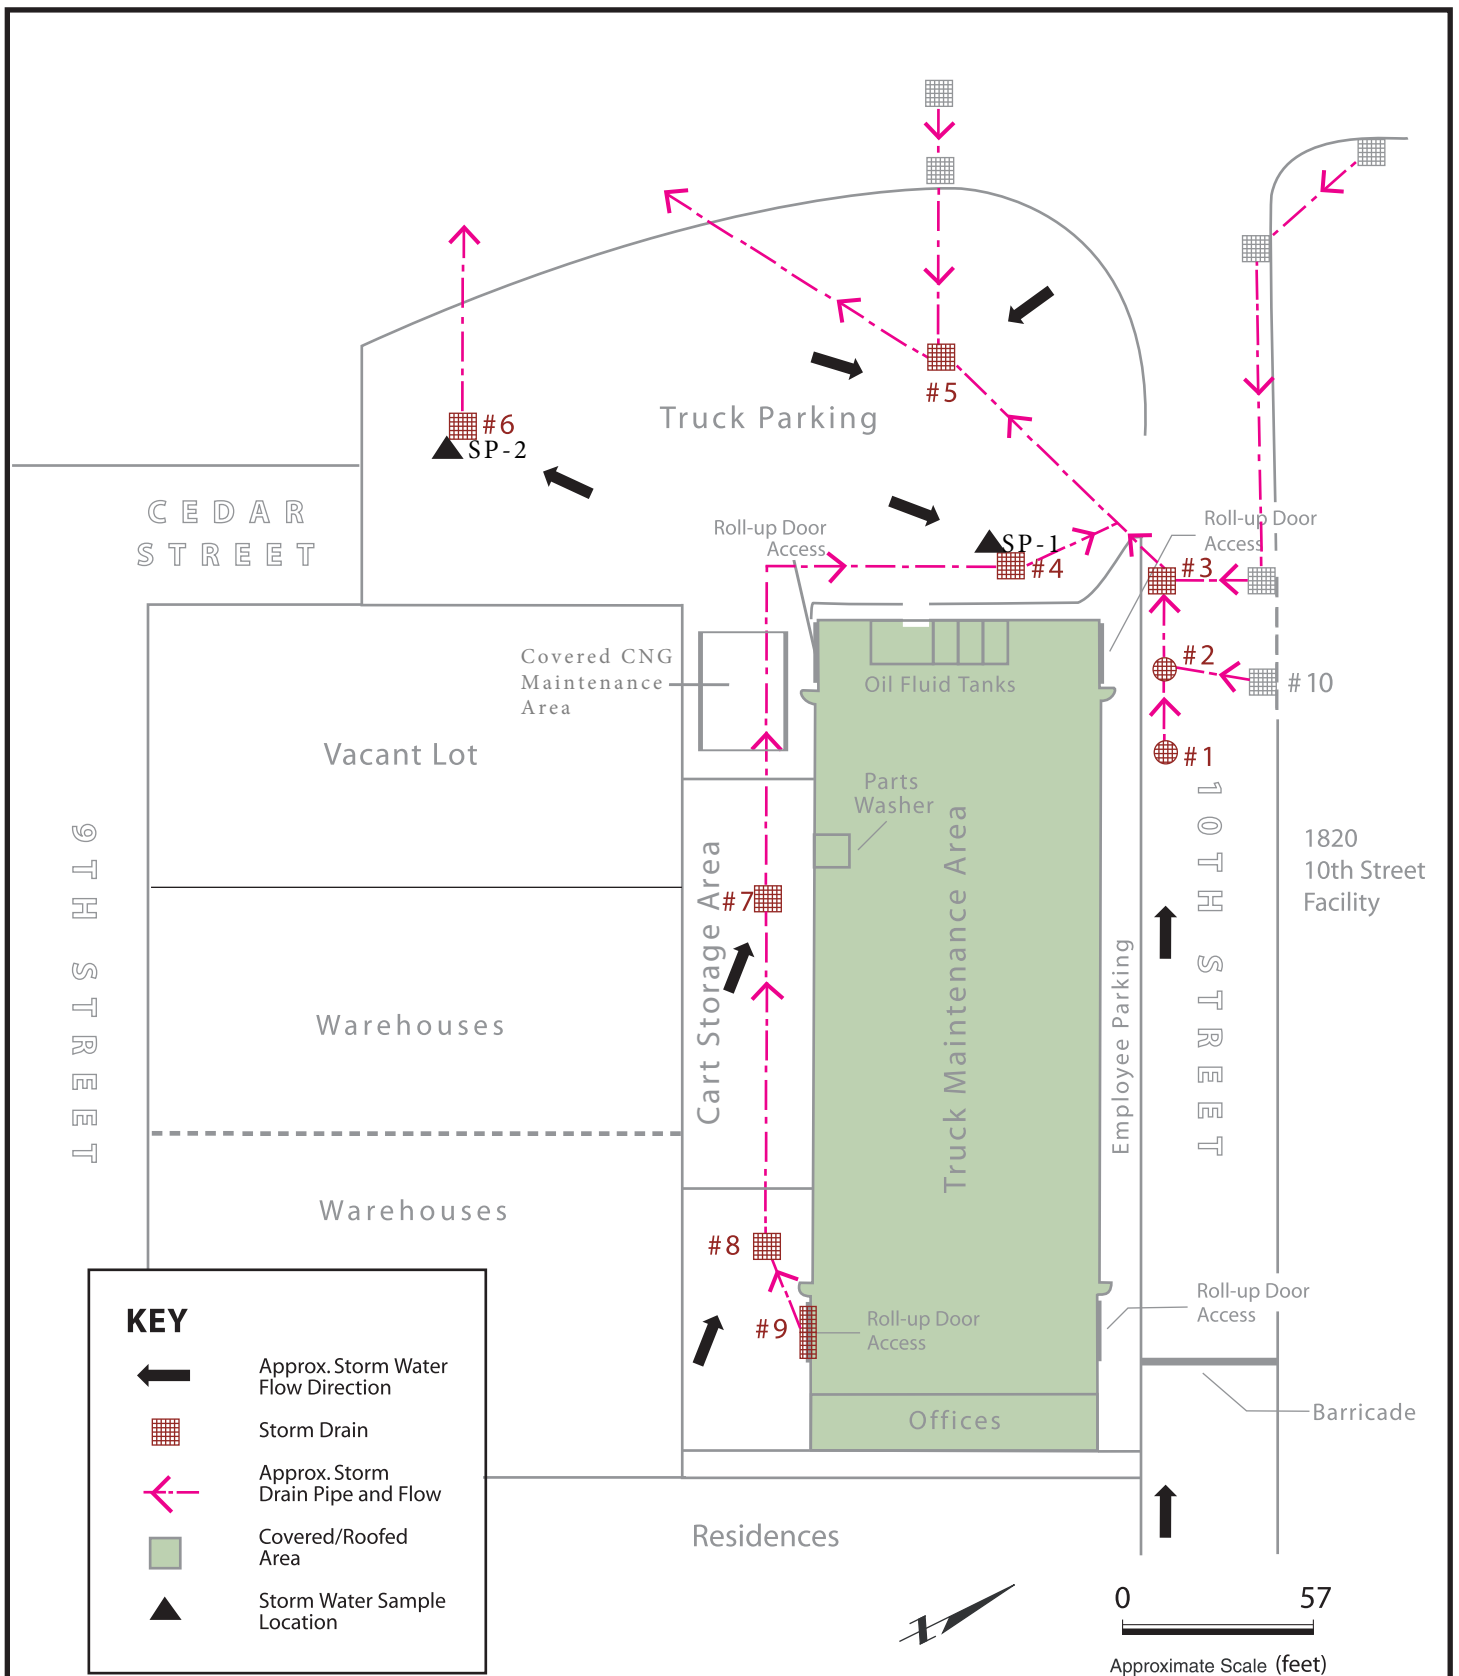 #5
Truck Parking
#6
SP-2
CEDAR
STREET
Roll-up Door
Access
SP-1
#4
Roll-up Door
Access
#3
#2
#10
#1
Covered CNG
Maintenance
Area
Oil Fluid Tanks
Vacant Lot
Parts
Washer
9TH STREET
Cart Storage Area
#7
Truck Maintenance Area
Employee Parking
10TH STREET
1820
10th Street
Facility
Warehouses
Warehouses
#8
#9
Roll-up Door
Access
Roll-up Door
Access
Offices
Barricade
Residences
KEY
Approx. Storm Water
Flow Direction
Storm Drain
Approx. Storm
Drain Pipe and Flow
Covered/Roofed
Area
Storm Water Sample
Location
N
0 57
Approximate Scale (feet)